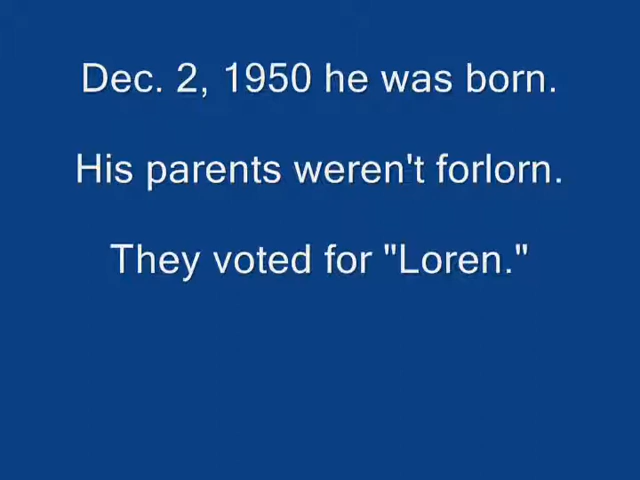 Dec. 2, 1950 he was born.
His parents weren't forlorn.
They voted for "Loren."